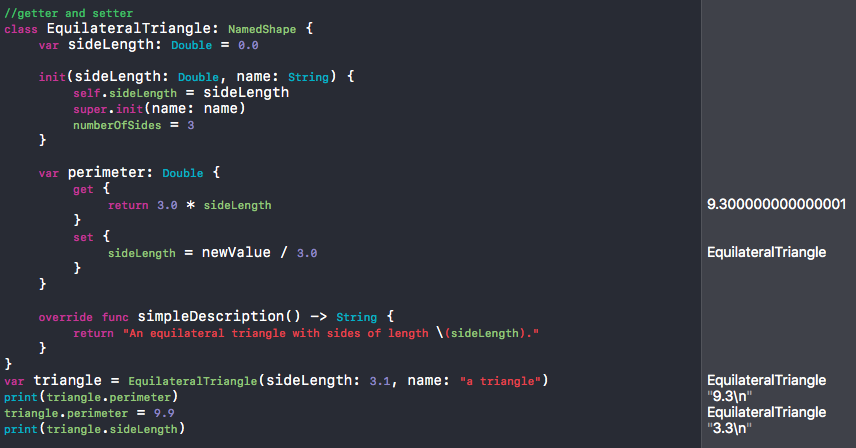 //getter and setter
class EquilateralTriangle: NamedShape {
var sideLength: Double = 0.0
init(sideLength: Double, name: String) {
self.sideLength = sideLength
super.init(name: name)
numberOfSides = 3
}
var perimeter: Double {
get {
return 3.0 * sideLength 9.300000000000001
}
set {
sideLength = newValue / 3.0 EquilateralTriangle
}
}
override func simpleDescription() -> String {
return "An equilateral triangle with sides of length \(sideLength)."
}
}
var triangle = EquilateralTriangle(sideLength: 3.1, name: "a triangle") EquilateralTriangle
print(triangle.perimeter) "9.3\n"
triangle.perimeter = 9.9 EquilateralTriangle
print(triangle.sideLength) "3.3\n"